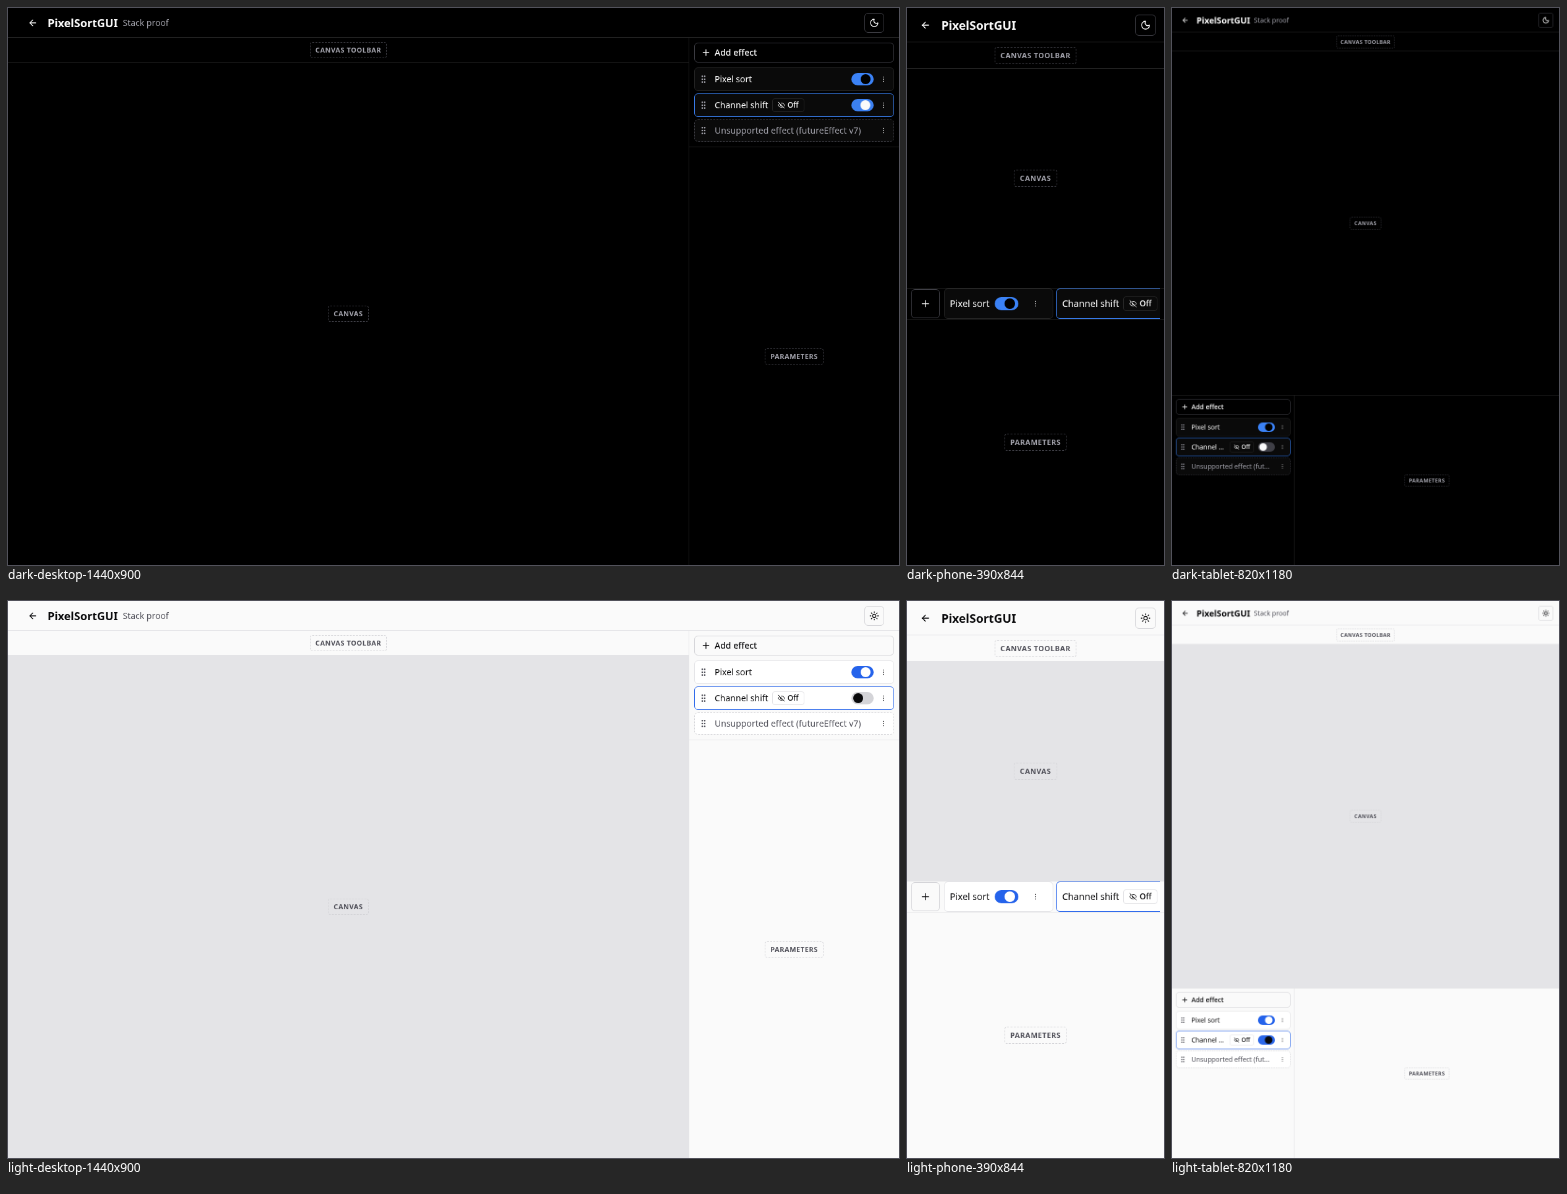 PixelSortGUI Stack proof
CANVAS TOOLBAR
Add effect
Pixel sort
Channel shift Off
Unsupported effect (futureEffect v7)
CANVAS
PARAMETERS
dark-desktop-1440x900
PixelSortGUI
CANVAS TOOLBAR
CANVAS
Pixel sort Channel shift Off
PARAMETERS
dark-phone-390x844
PixelSortGUI Stack proof
CANVAS TOOLBAR
CANVAS
Add effect
Pixel sort
Channel ... Off
Unsupported effect (fut...
PARAMETERS
dark-tablet-820x1180
PixelSortGUI Stack proof
CANVAS TOOLBAR
Add effect
Pixel sort
Channel shift Off
Unsupported effect (futureEffect v7)
CANVAS
PARAMETERS
light-desktop-1440x900
PixelSortGUI
CANVAS TOOLBAR
CANVAS
Pixel sort Channel shift Off
PARAMETERS
light-phone-390x844
PixelSortGUI Stack proof
CANVAS TOOLBAR
CANVAS
Add effect
Pixel sort
Channel ... Off
Unsupported effect (fut...
PARAMETERS
light-tablet-820x1180